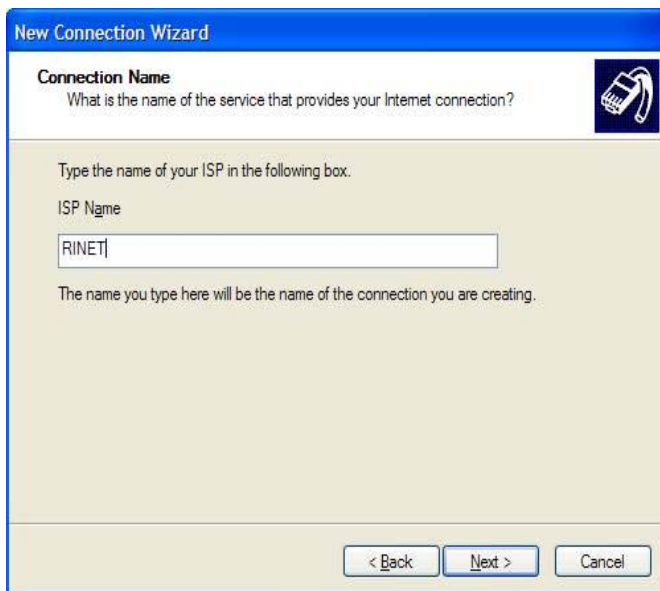 New Connection Wizard
Connection Name
What is the name of the service that provides your Internet connection?
Type the name of your ISP in the following box.
ISP Name
RINET
The name you type here will be the name of the connection you are creating.
< Back Next > Cancel